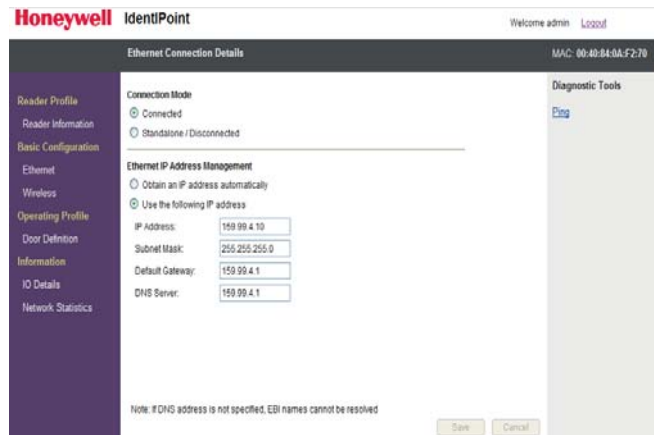 Honeywell IdentIPoint
Welcome admin Logout
Ethernet Connection Details
MAC: 00:40:84:0A:F2:70
Reader Profile
Reader Information
Basic Configuration
Ethernet
Wireless
Operating Profile
Door Definition
Information
IO Details
Network Statistics
Connection Mode
Connected
Standalone / Disconnected
Ethernet IP Address Management
Obtain an IP address automatically
Use the following IP address
IP Address: 159.99.4.10
Subnet Mask: 255.255.255.0
Default Gateway: 159.99.4.1
DNS Server: 159.99.4.1
Note: If DNS address is not specified, EBI names cannot be resolved
Save Cancel
Diagnostic Tools
Ping